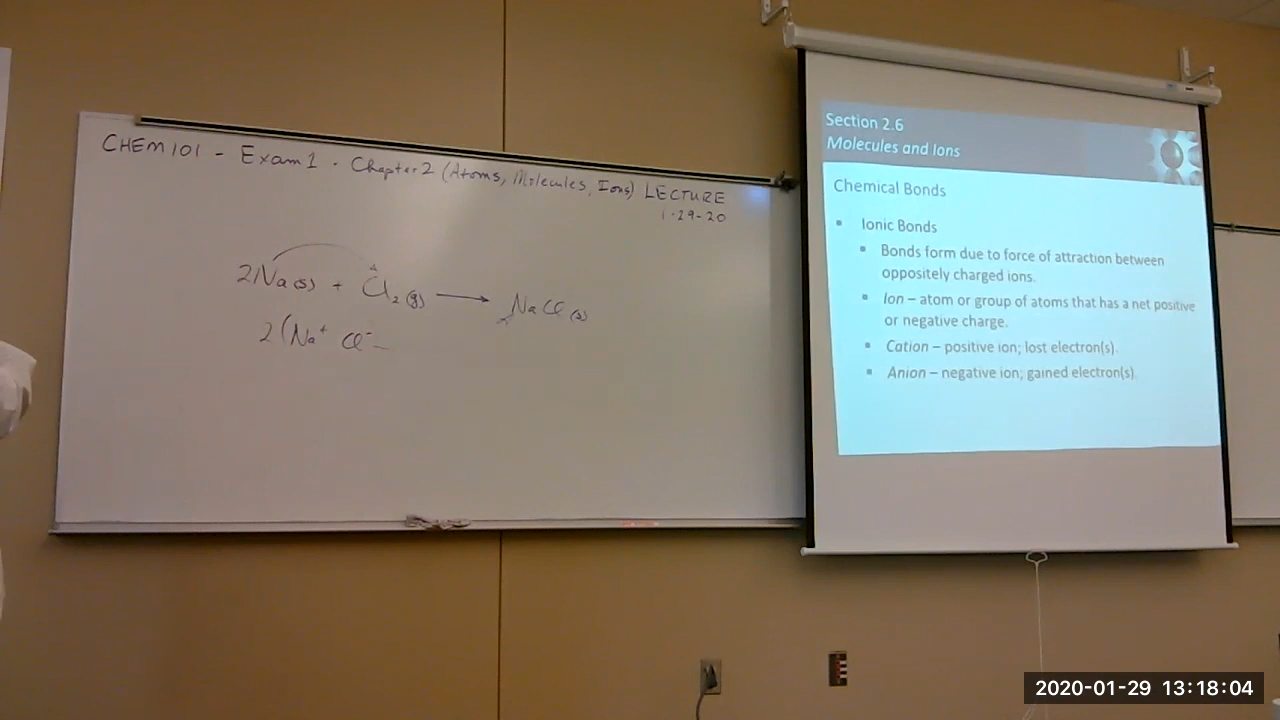 CHEM101 - Exam 1 - Chapter 2 (Atoms, Molecules, Ions) LECTURE
1-29-20
2Na(s) + Cl₂(g) → 2NaCl(s)
2(Na⁺ Cl⁻
Section 2.6
Molecules and Ions
Chemical Bonds
• Ionic Bonds
• Bonds form due to force of attraction between
oppositely charged ions.
• Ion – atom or group of atoms that has a net positive
or negative charge.
• Cation – positive ion; lost electron(s).
• Anion – negative ion; gained electron(s).
2020-01-29 13:18:04